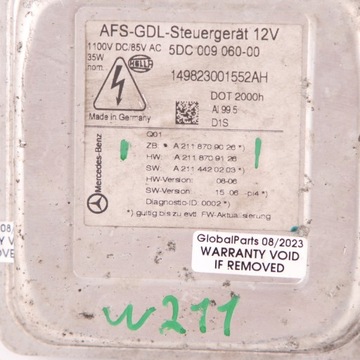 AFS-GDL-Steuergerät 12V
1100V DC/85V AC
5DC 009 060-00
35W
nom.
HELLA
149823001552AH
DOT 2000h
D1S
Made in Germany
Q01
Mercedes-Benz
ZB: A 211 870 90 26 *)
HW: A 211 870 91 26
SW: A 211 442 02 03 *)
HW-Version: 06-06
SW-Version: 15 06
Diagnostic-ID: 0002 *)
*) gültig bis zu evtl. FW-Aktualisierung
GlobalParts 08/2023
WARRANTY VOID
IF REMOVED
W211